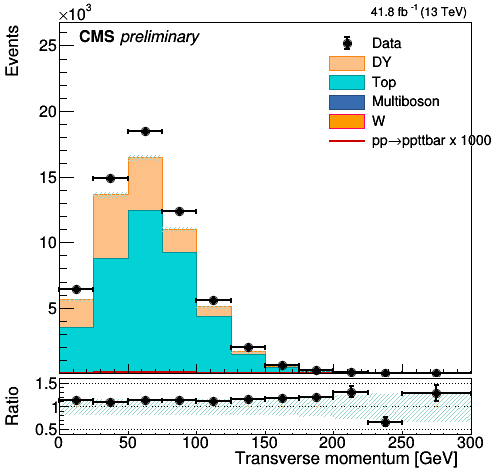 ×10³
41.8 fb⁻¹ (13 TeV)
CMS preliminary
Events
25
20
15
10
5
Data
DY
Top
Multiboson
W
pp→ppttbar x 1000
Ratio
1.5
1
0.5
0 50 100 150 200 250 300
Transverse momentum [GeV]